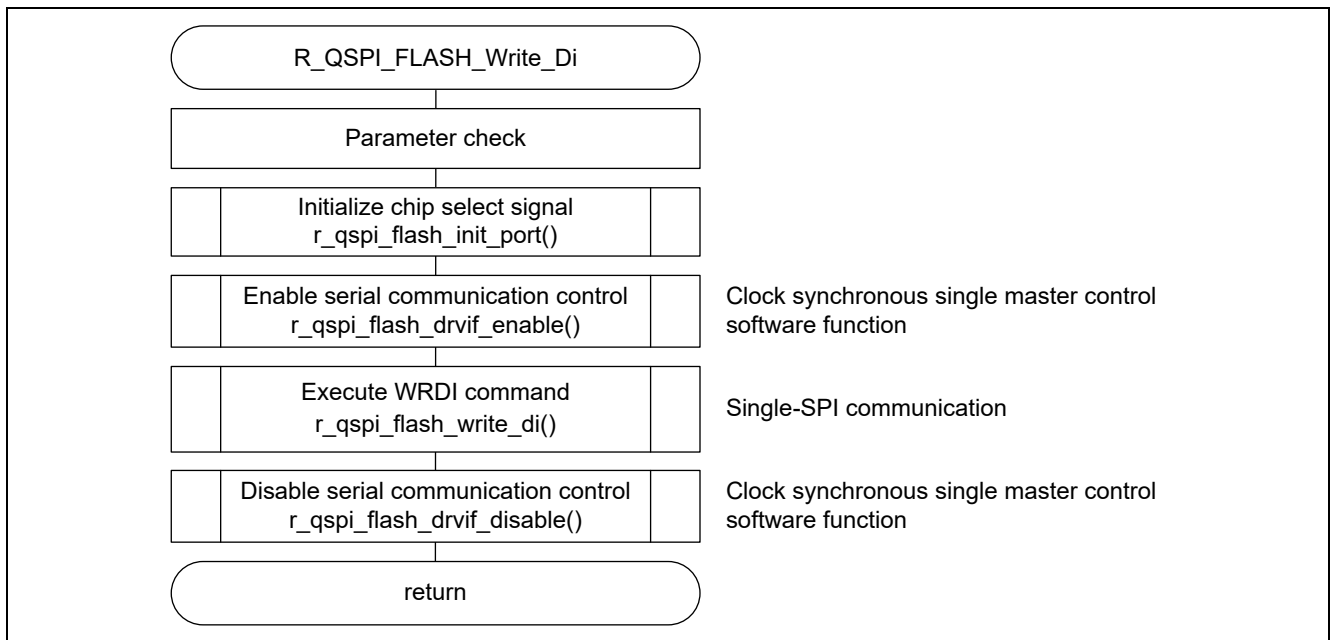 R_QSPI_FLASH_Write_Di
Parameter check
Initialize chip select signal
r_qspi_flash_init_port()
Enable serial communication control
r_qspi_flash_drvif_enable()
Clock synchronous single master control
software function
Execute WRDI command
r_qspi_flash_write_di()
Single-SPI communication
Disable serial communication control
r_qspi_flash_drvif_disable()
Clock synchronous single master control
software function
return